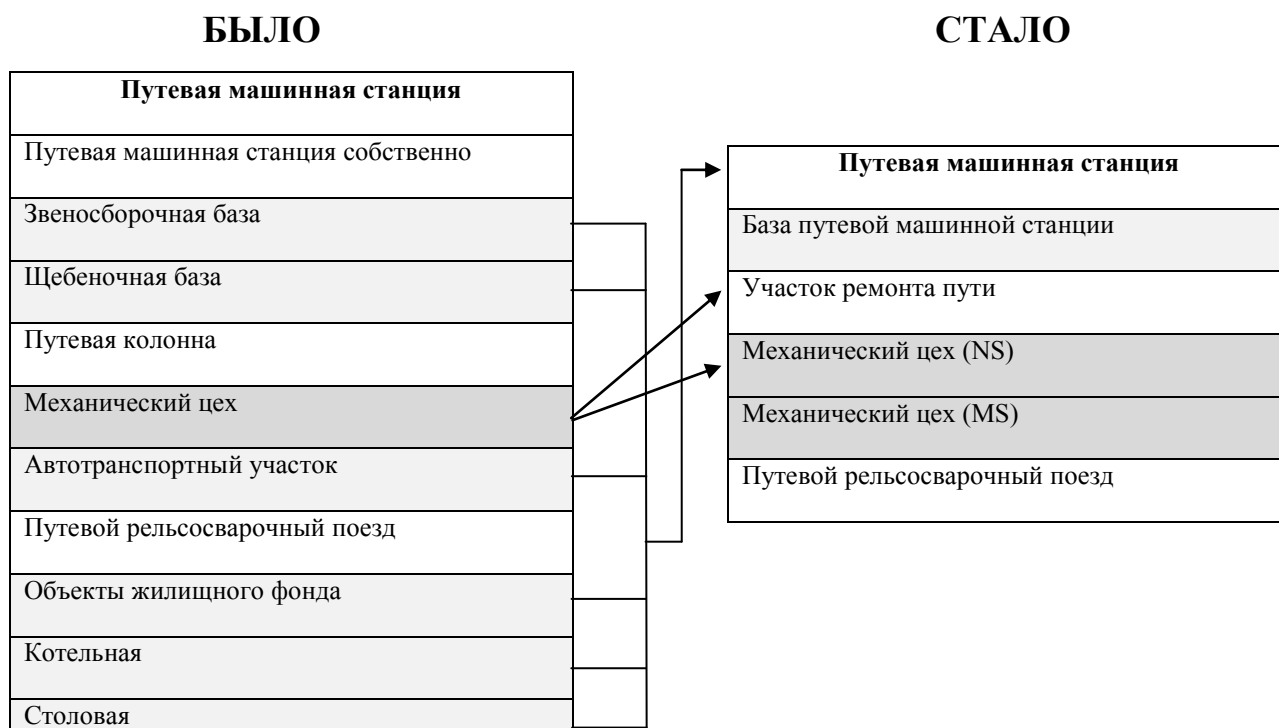 БЫЛО
СТАЛО
Путевая машинная станция
Путевая машинная станция собственно
Звеносборочная база
Щебеночная база
Путевая колонна
Механический цех
Автотранспортный участок
Путевой рельсосварочный поезд
Объекты жилищного фонда
Котельная
Столовая
Путевая машинная станция
База путевой машинной станции
Участок ремонта пути
Механический цех (NS)
Механический цех (MS)
Путевой рельсосварочный поезд